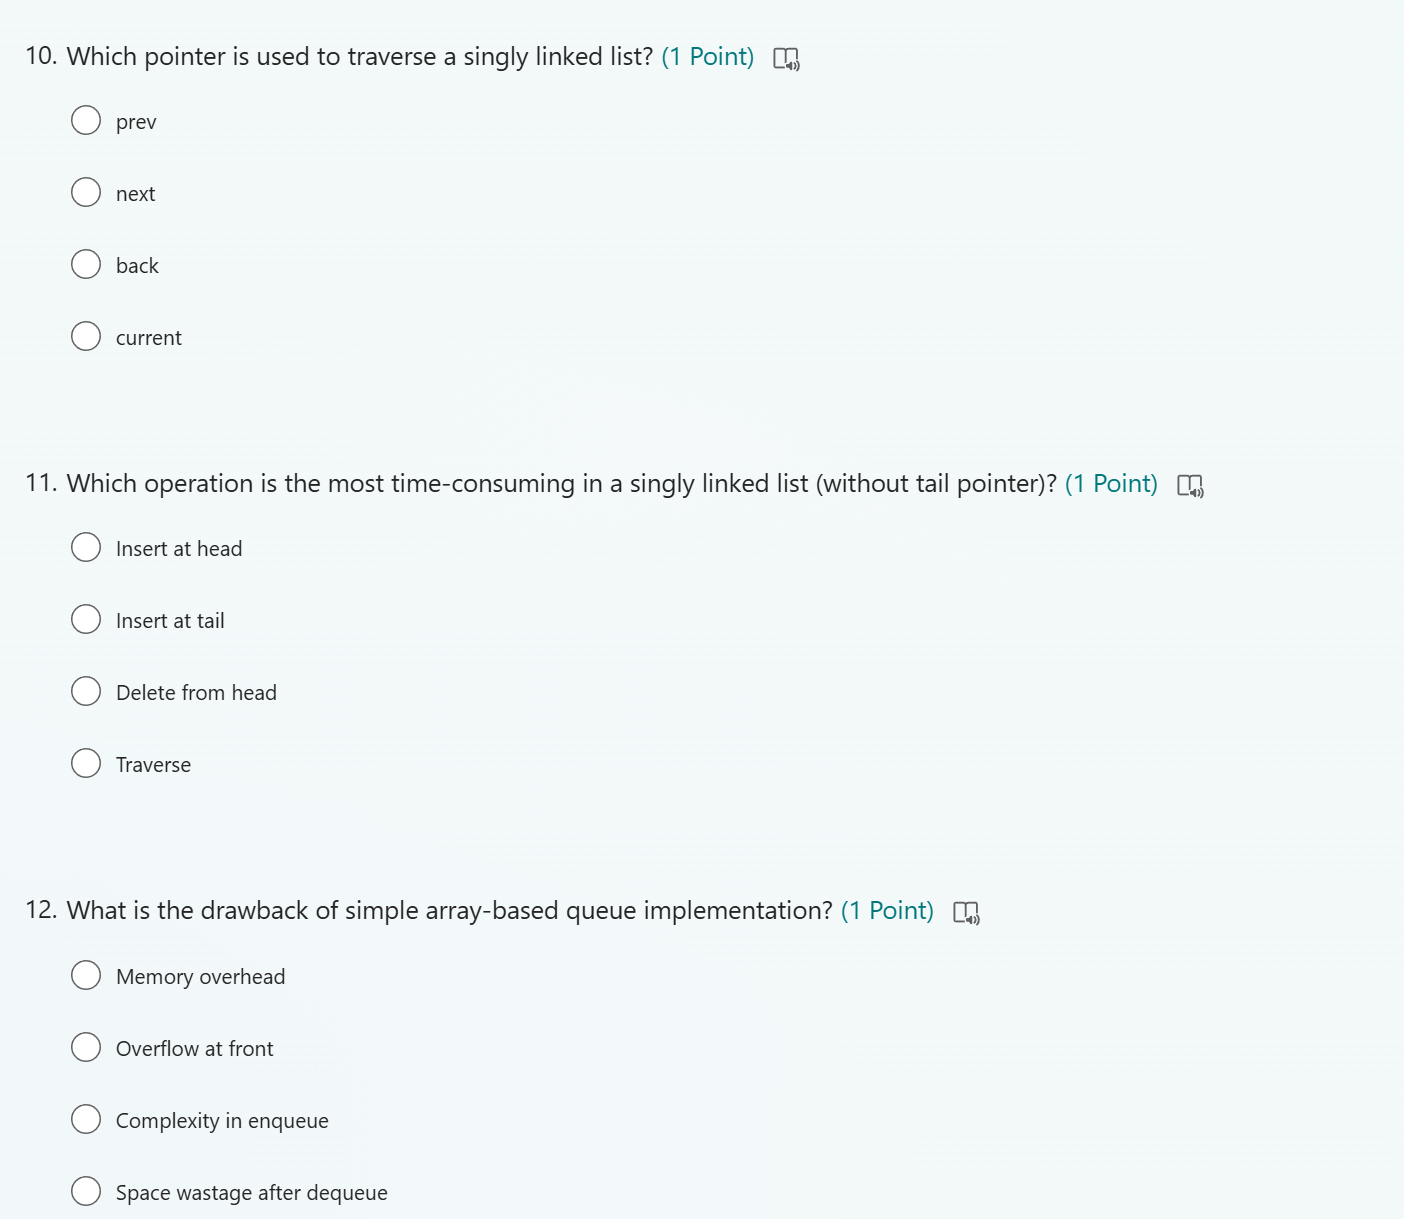 10. Which pointer is used to traverse a singly linked list? (1 Point)
prev
next
back
current
11. Which operation is the most time-consuming in a singly linked list (without tail pointer)? (1 Point)
Insert at head
Insert at tail
Delete from head
Traverse
12. What is the drawback of simple array-based queue implementation? (1 Point)
Memory overhead
Overflow at front
Complexity in enqueue
Space wastage after dequeue